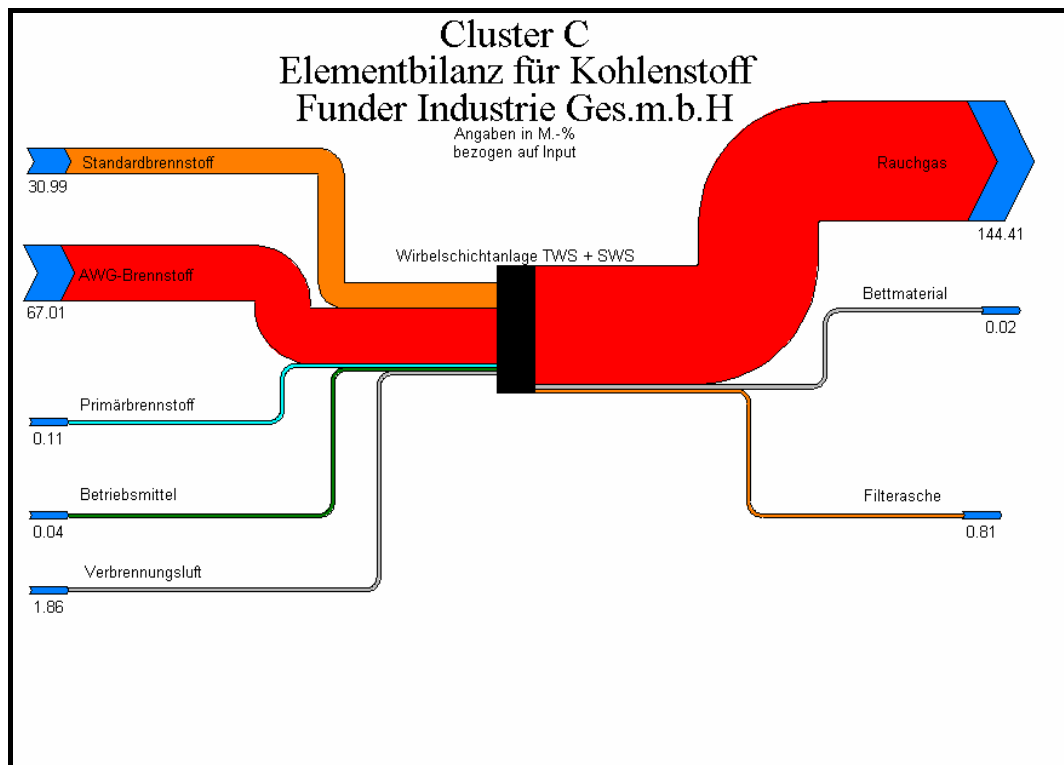 Cluster C
Elementbilanz für Kohlenstoff
Funder Industrie Ges.m.b.H
Angaben in M.-%
bezogen auf Input
Standardbrennstoff
30.99
Rauchgas
144.41
Wirbelschichtanlage TWS + SWS
AWG-Brennstoff
67.01
Bettmaterial
0.02
Primärbrennstoff
0.11
Betriebsmittel
0.04
Filterasche
0.81
Verbrennungsluft
1.86